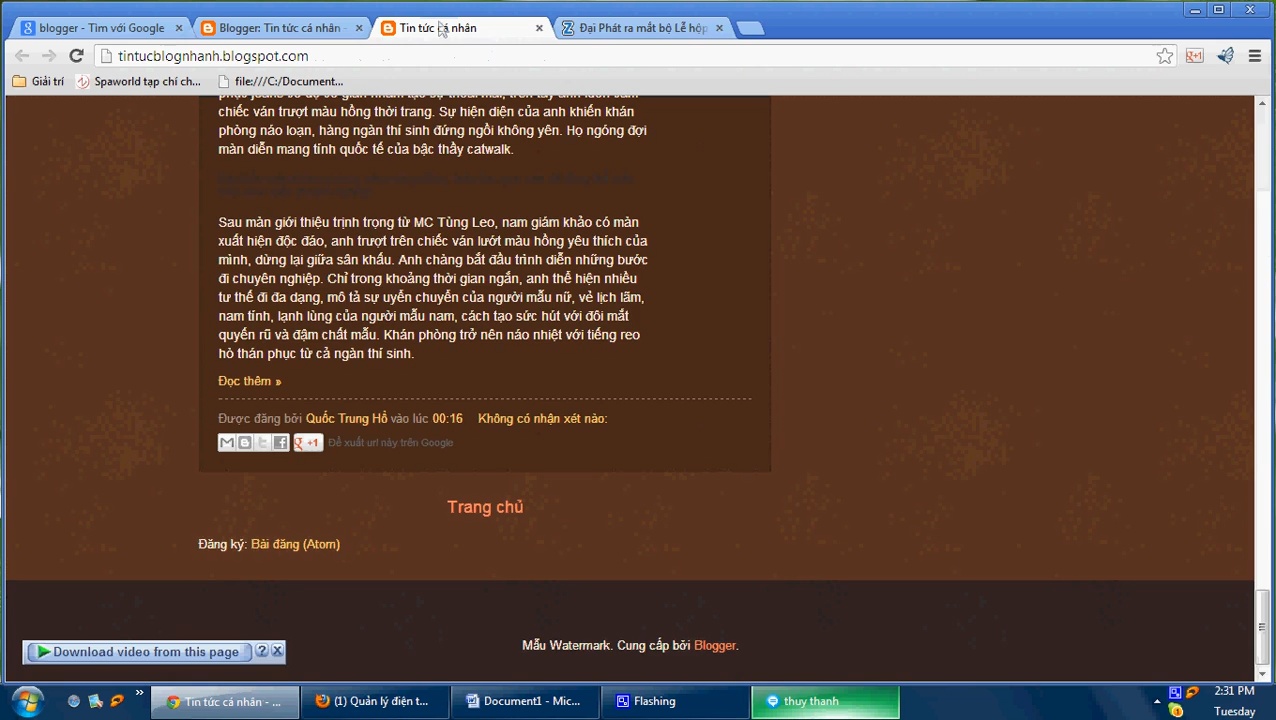 blogger - Tìm với Google
Blogger: Tin tức cá nhân -
Tin tức cá nhân
Đại Phát ra mắt bộ Lễ hộp
tintucblognhanh.blogspot.com
Giải trí
Spaworld tạp chí ch...
file:///C:/Document...
chiếc ván trượt màu hồng thời trang. Sự hiện diện của anh khiến khán
phòng náo loạn, hàng ngàn thí sinh đứng ngồi không yên. Họ ngóng đợi
màn diễn mang tính quốc tế của bậc thầy catwalk.
Sau màn giới thiệu trịnh trọng từ MC Tùng Leo, nam giám khảo có màn
xuất hiện độc đáo, anh trượt trên chiếc ván lướt màu hồng yêu thích của
mình, dừng lại giữa sân khấu. Anh chàng bắt đầu trình diễn những bước
đi chuyên nghiệp. Chỉ trong khoảng thời gian ngắn, anh thể hiện nhiều
tư thế đi đa dạng, mô tả sự uyển chuyển của người mẫu nữ, vẻ lịch lãm,
nam tính, lạnh lùng của người mẫu nam, cách tạo sức hút với đôi mắt
quyến rũ và đậm chất mẫu. Khán phòng trở nên náo nhiệt với tiếng reo
hò thán phục từ cả ngàn thí sinh.
Đọc thêm »
Được đăng bởi Quốc Trung Hồ vào lúc 00:16 Không có nhận xét nào:
+1 Đề xuất url này trên Google
Trang chủ
Đăng ký: Bài đăng (Atom)
Mẫu Watermark. Cung cấp bởi Blogger.
Download video from this page
Tin tức cá nhân - ...
(1) Quản lý điện t...
Document1 - Mic...
Flashing
thuy thanh
2:31 PM
Tuesday